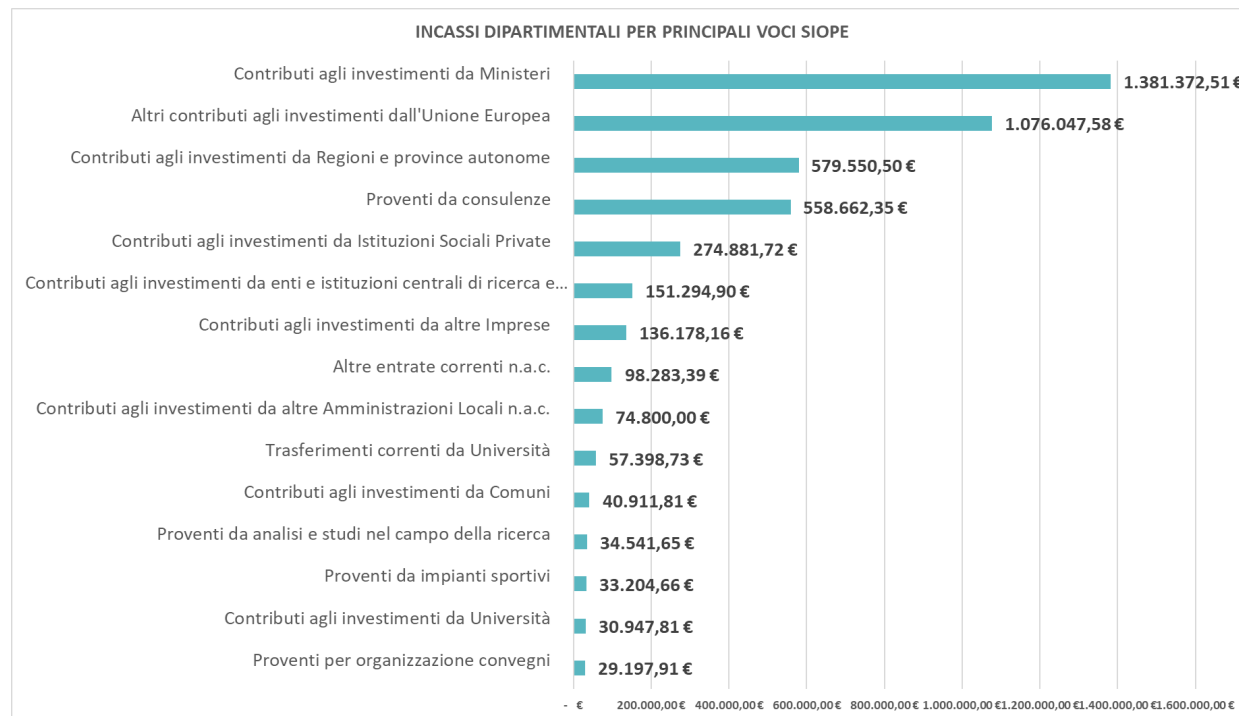 INCASSI DIPARTIMENTALI PER PRINCIPALI VOCI SIOPE
Contributi agli investimenti da Ministeri 1.381.372,51 €
Altri contributi agli investimenti dall'Unione Europea 1.076.047,58 €
Contributi agli investimenti da Regioni e province autonome 579.550,50 €
Proventi da consulenze 558.662,35 €
Contributi agli investimenti da Istituzioni Sociali Private 274.881,72 €
Contributi agli investimenti da enti e istituzioni centrali di ricerca e... 151.294,90 €
Contributi agli investimenti da altre Imprese 136.178,16 €
Altre entrate correnti n.a.c. 98.283,39 €
Contributi agli investimenti da altre Amministrazioni Locali n.a.c. 74.800,00 €
Trasferimenti correnti da Università 57.398,73 €
Contributi agli investimenti da Comuni 40.911,81 €
Proventi da analisi e studi nel campo della ricerca 34.541,65 €
Proventi da impianti sportivi 33.204,66 €
Contributi agli investimenti da Università 30.947,81 €
Proventi per organizzazione convegni 29.197,91 €
- € 200.000,00 € 400.000,00 € 600.000,00 € 800.000,00 € 1.000.000,00 € 1.200.000,00 € 1.400.000,00 € 1.600.000,00 €